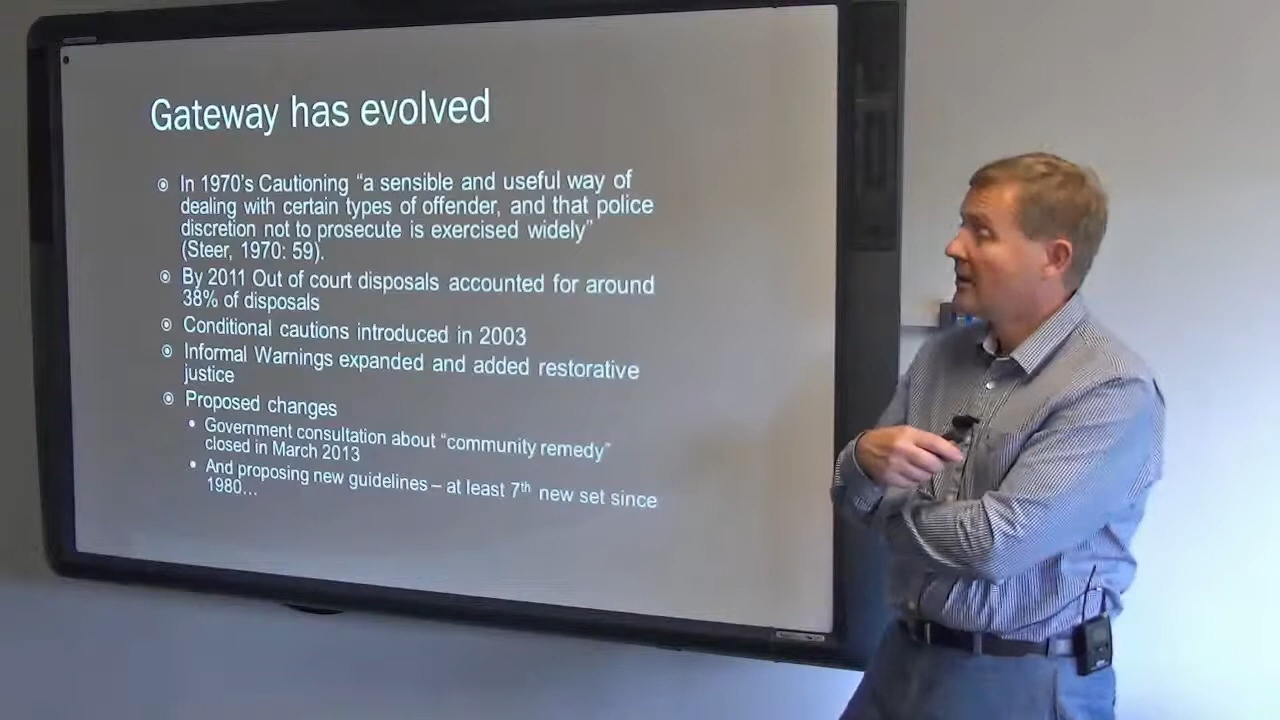 Gateway has evolved
In 1970's Cautioning “a sensible and useful way of
dealing with certain types of offender, and that police
discretion not to prosecute is exercised widely”
(Steer, 1970: 59).
By 2011 Out of court disposals accounted for around
38% of disposals
Conditional cautions introduced in 2003
Informal Warnings expanded and added restorative
justice
Proposed changes
Government consultation about “community remedy”
closed in March 2013
And proposing new guidelines – at least 7th new set since
1980…